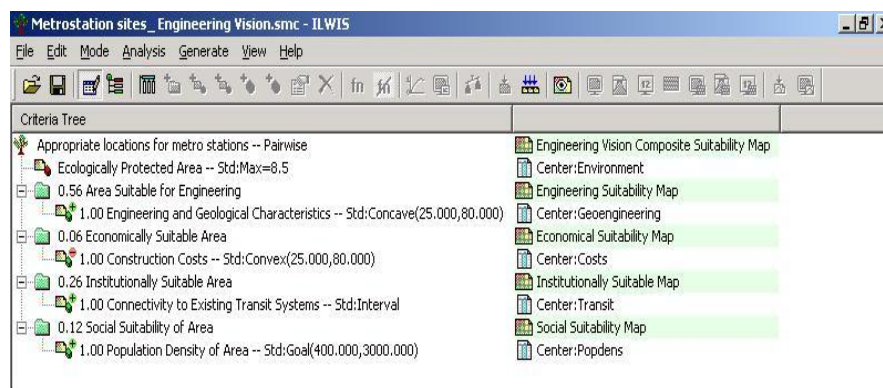 Metrostation sites_ Engineering Vision.smc - ILWIS
File Edit Mode Analysis Generate View Help
fn
12
12
Criteria Tree
Appropriate locations for metro stations -- Pairwise Engineering Vision Composite Suitability Map
Ecologically Protected Area -- Std:Max=8.5 Center:Environment
0.56 Area Suitable for Engineering Engineering Suitability Map
1.00 Engineering and Geological Characteristics -- Std:Concave(25.000,80.000) Center:Geoengineering
0.06 Economically Suitable Area Economical Suitability Map
1.00 Construction Costs -- Std:Convex(25.000,80.000) Center:Costs
0.26 Institutionally Suitable Area Institutionally Suitable Map
1.00 Connectivity to Existing Transit Systems -- Std:Interval Center:Transit
0.12 Social Suitability of Area Social Suitability Map
1.00 Population Density of Area -- Std:Goal(400.000,3000.000) Center:Popdens